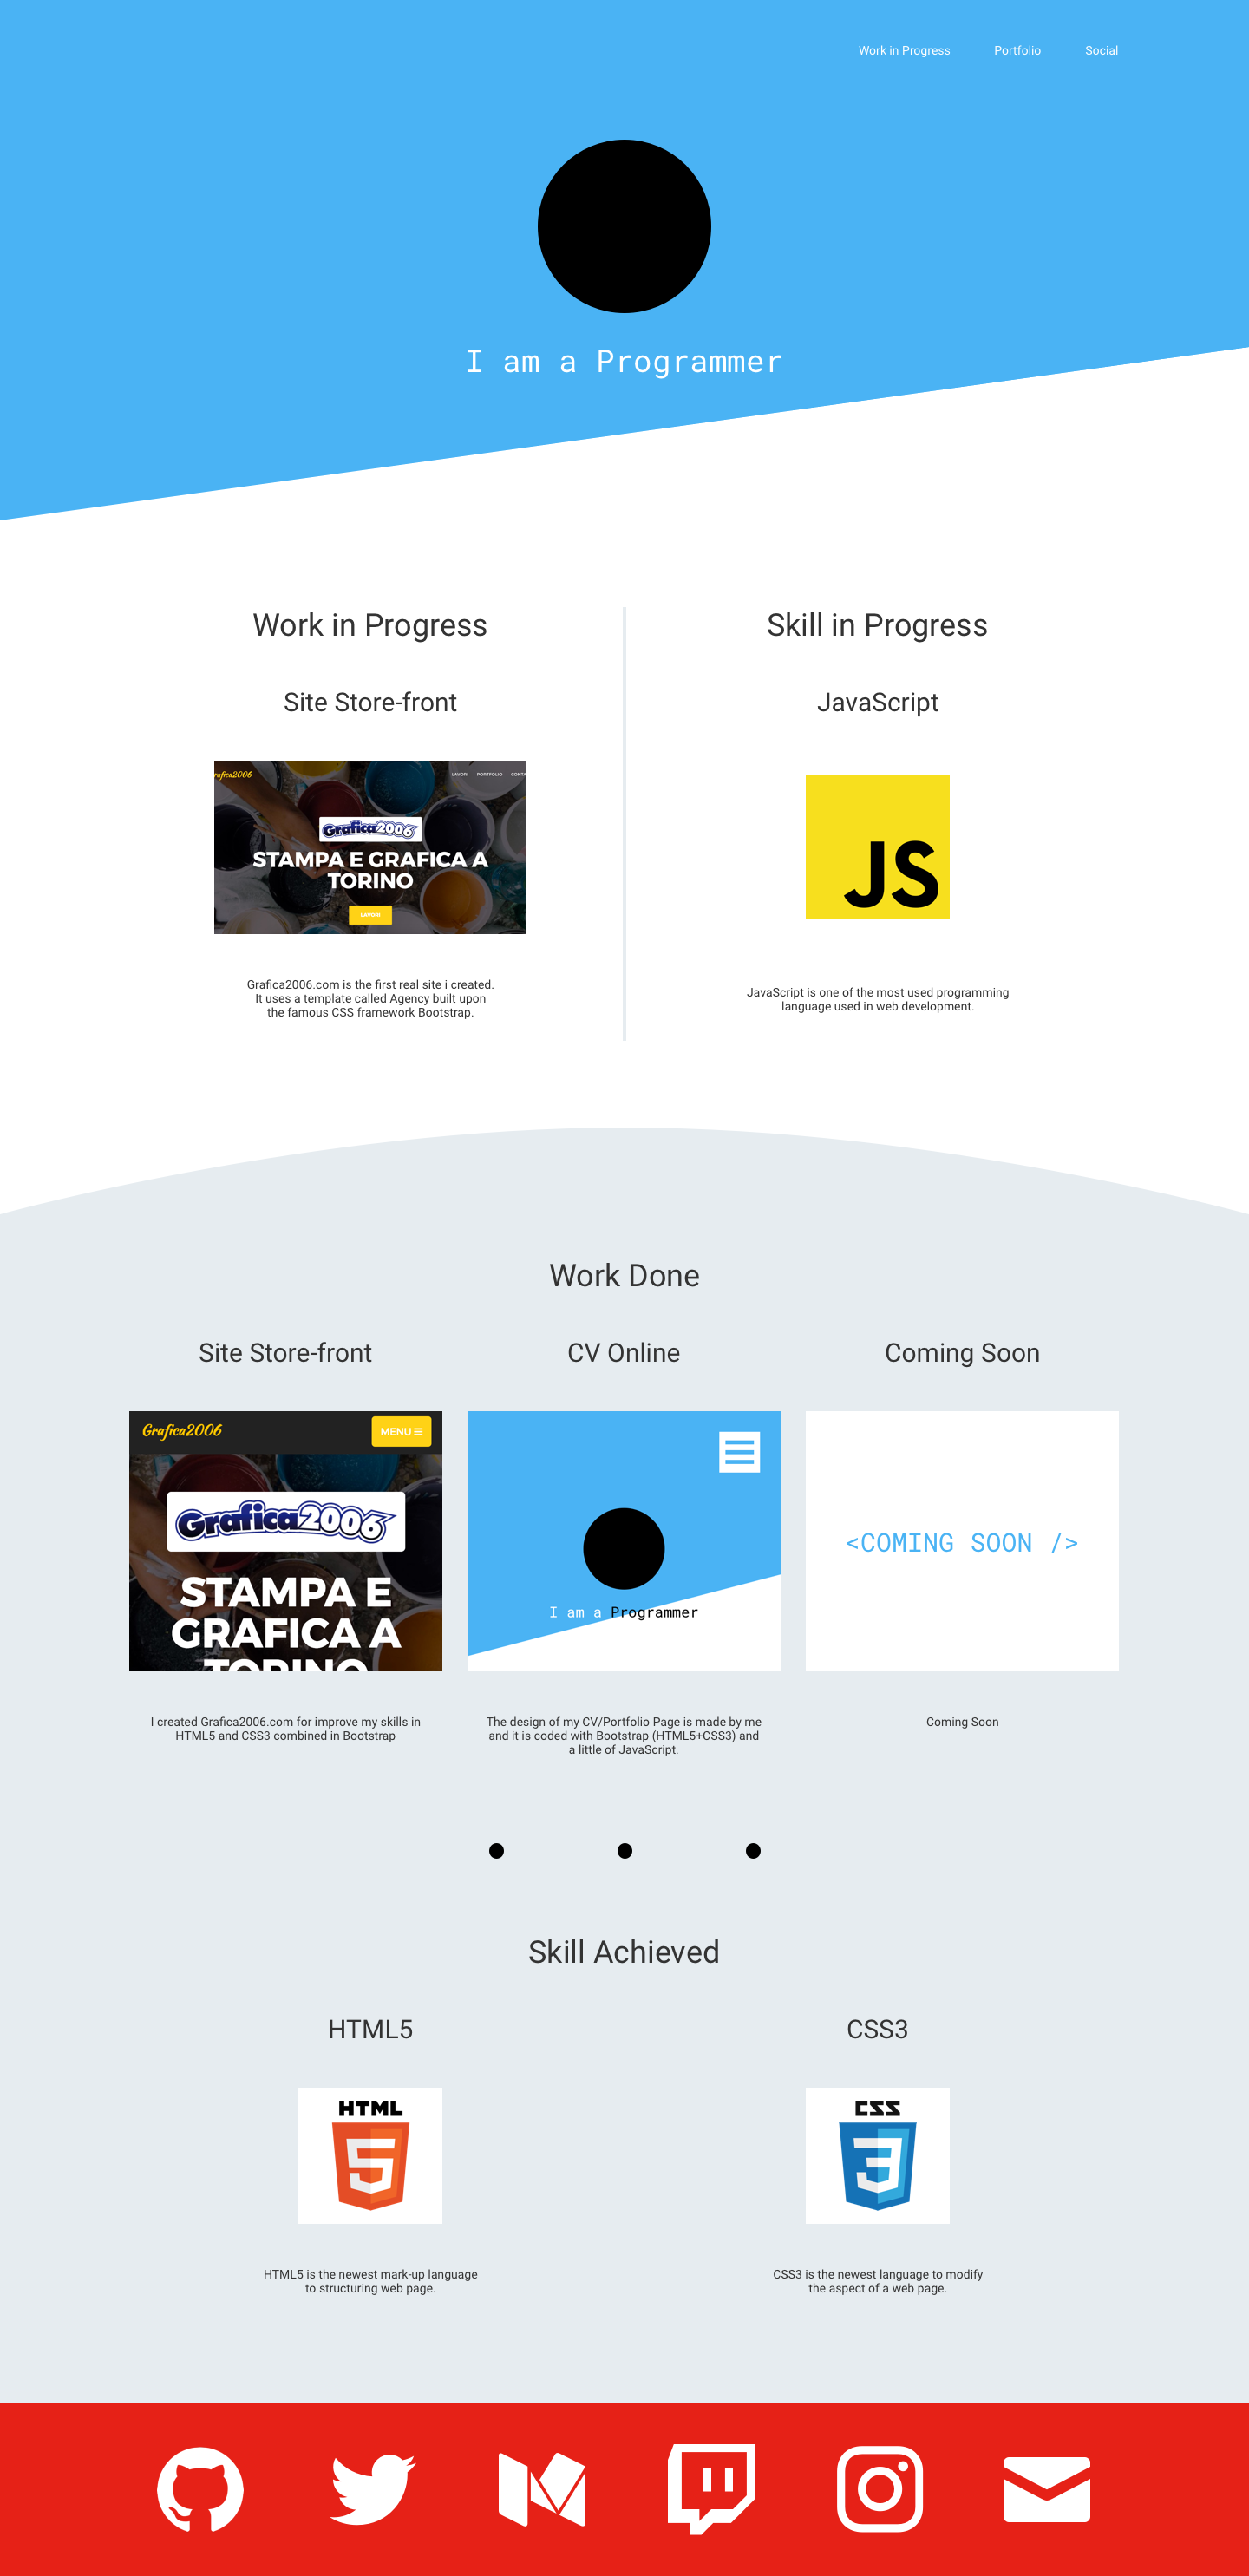 Work in Progress Portfolio Social
I am a Programmer
Work in Progress
Site Store-front
rafica2006 LAVORI PORTFOLIO CONTA
Grafica2006
STAMPA E GRAFICA A
TORINO
LAVORI
Grafica2006.com is the first real site i created.
It uses a template called Agency built upon
the famous CSS framework Bootstrap.
Skill in Progress
JavaScript
JS
JavaScript is one of the most used programming
language used in web development.
Work Done
Site Store-front
Grafica2006 MENU
Grafica2006
STAMPA E
GRAFICA A
TORINO
I created Grafica2006.com for improve my skills in
HTML5 and CSS3 combined in Bootstrap
CV Online
I am a Programmer
The design of my CV/Portfolio Page is made by me
and it is coded with Bootstrap (HTML5+CSS3) and
a little of JavaScript.
Coming Soon
<COMING SOON />
Coming Soon
Skill Achieved
HTML5
HTML
5
HTML5 is the newest mark-up language
to structuring web page.
CSS3
CSS
3
CSS3 is the newest language to modify
the aspect of a web page.